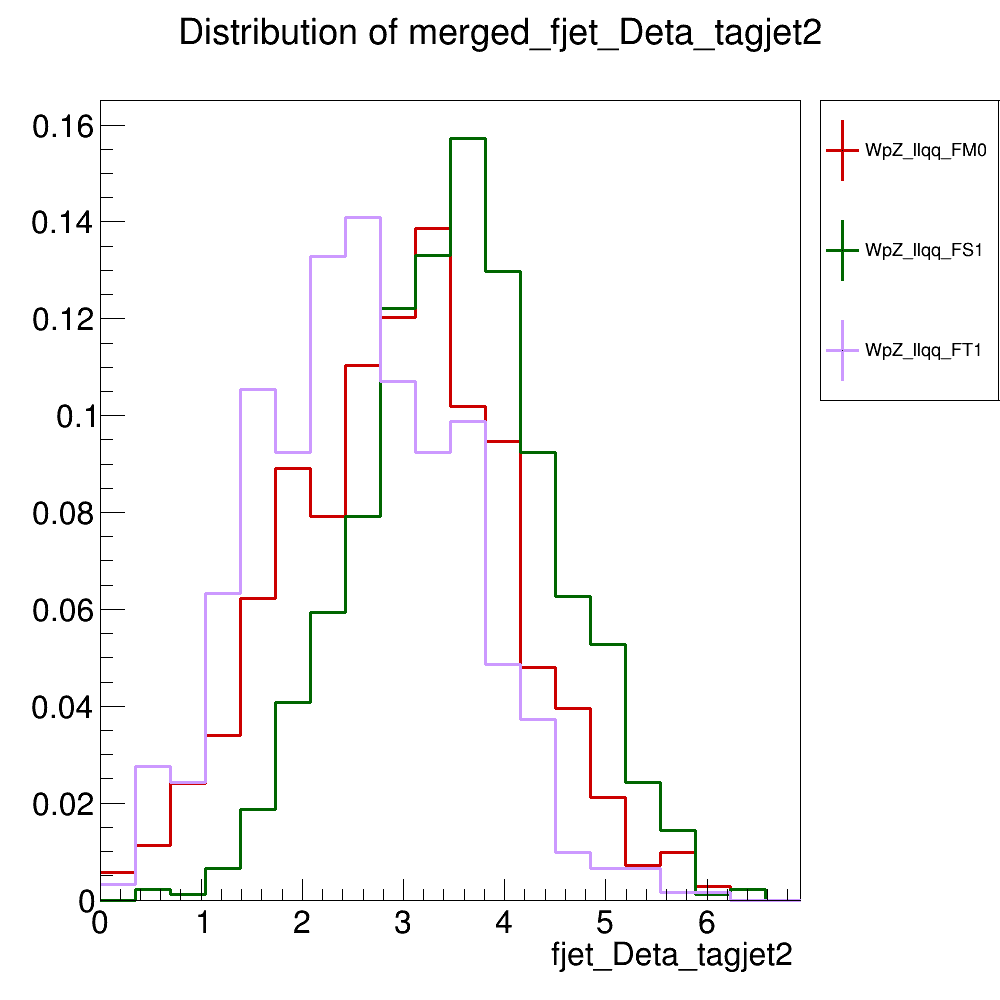 Distribution of merged_fjet_Deta_tagjet2
0.16
0.14
0.12
0.1
0.08
0.06
0.04
0.02
0
0 1 2 3 4 5 6
fjet_Deta_tagjet2
WpZ_llqq_FM0
WpZ_llqq_FS1
WpZ_llqq_FT1